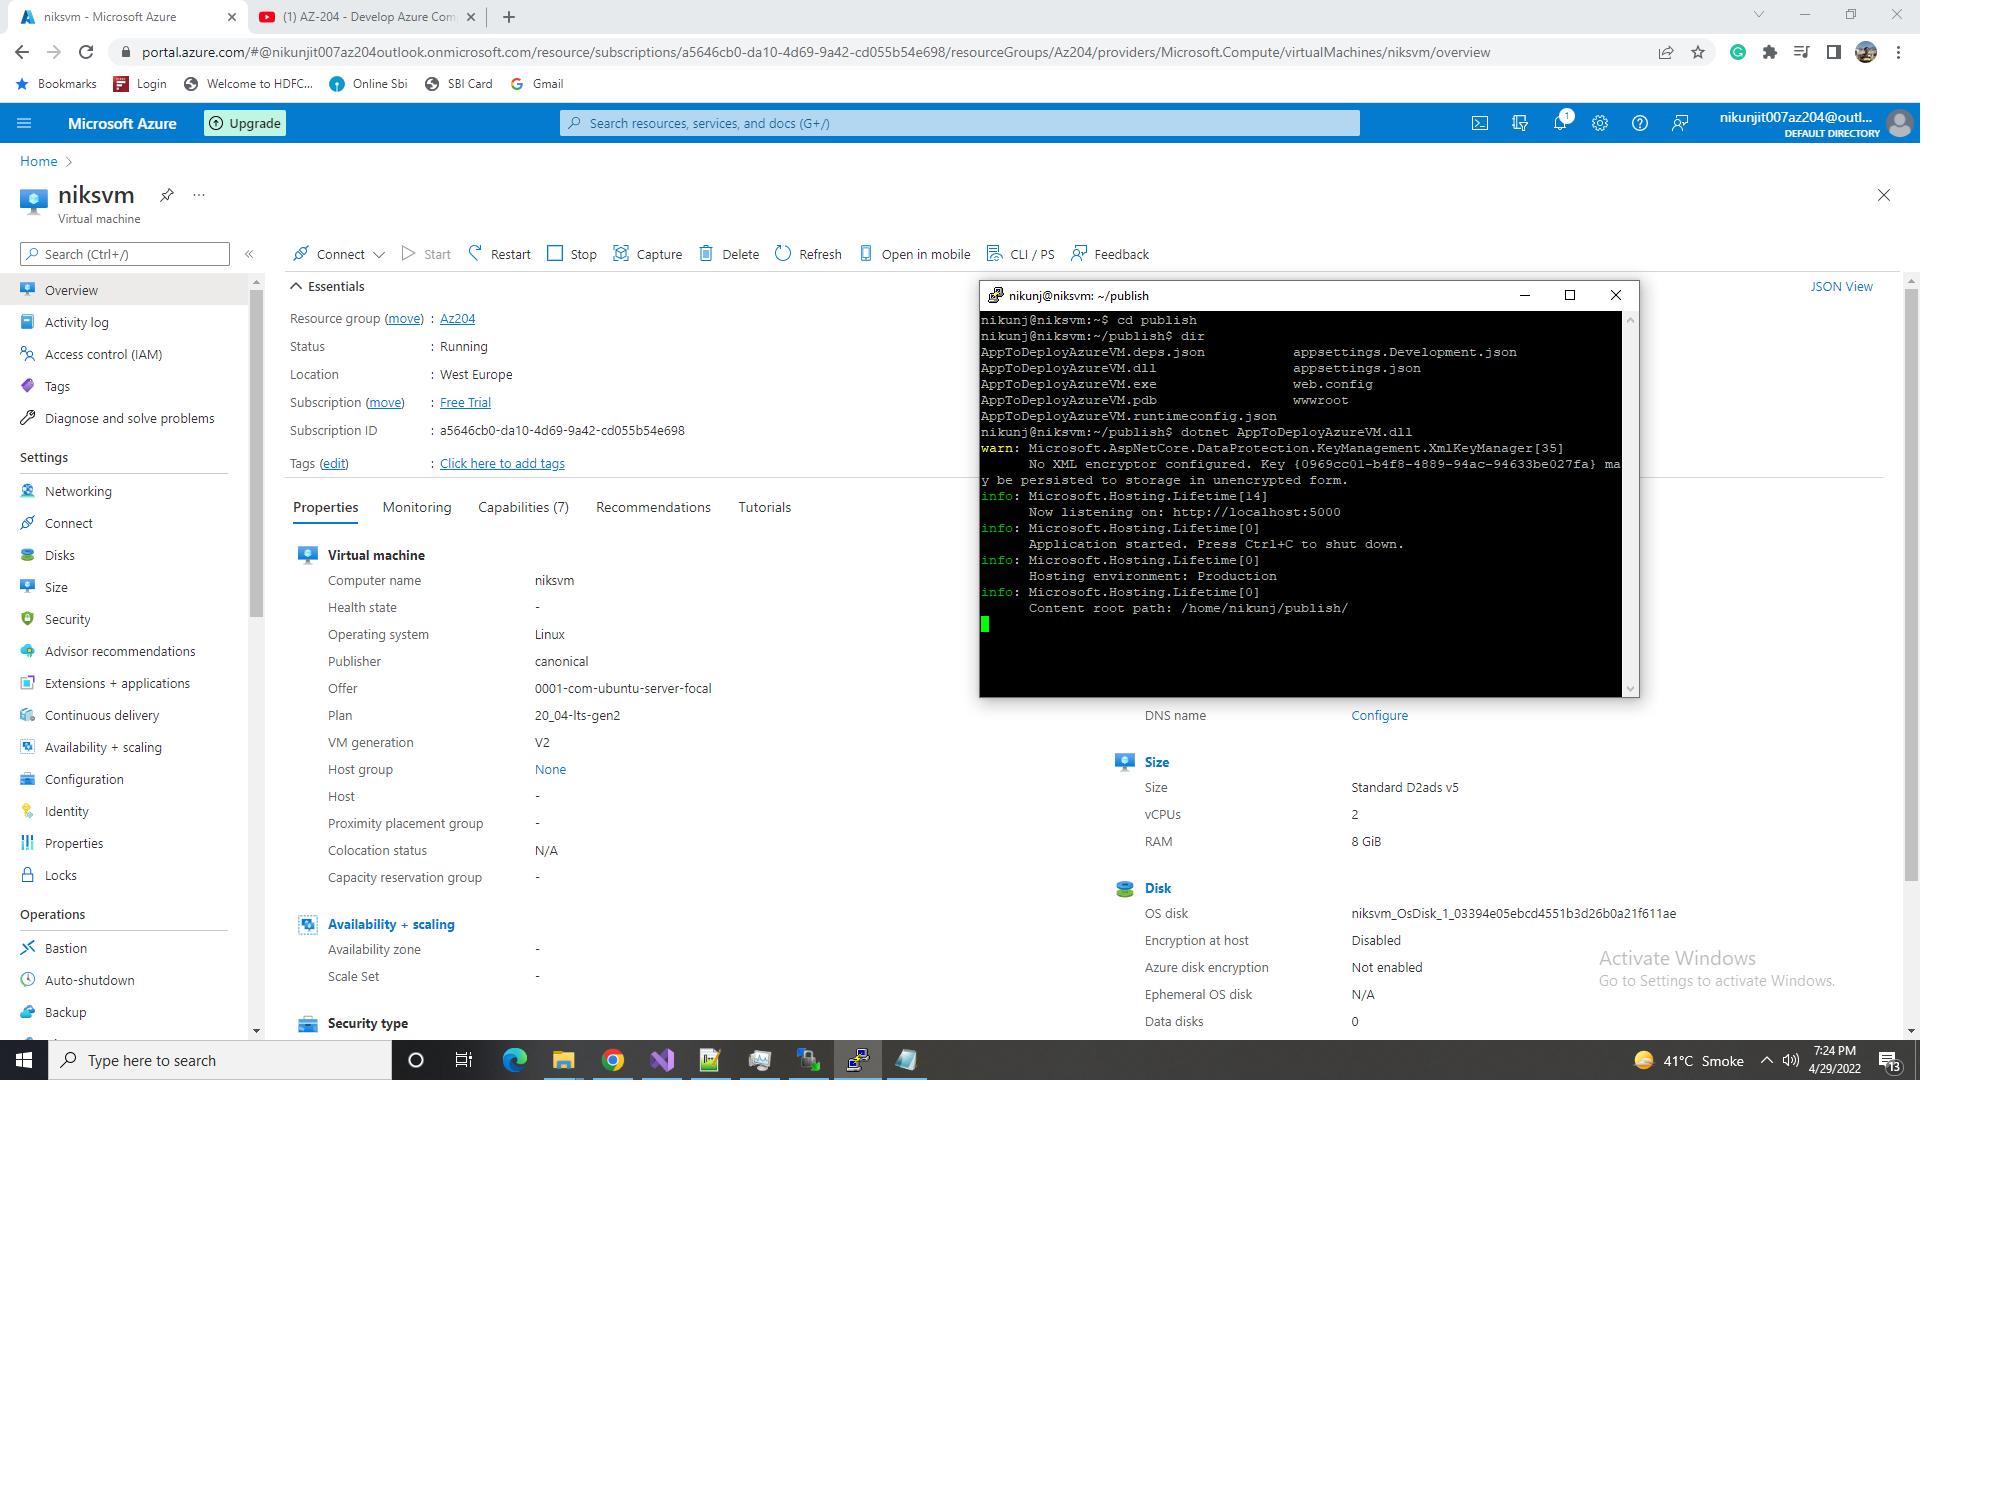 niksvm - Microsoft Azure
(1) AZ-204 - Develop Azure Com
portal.azure.com/#@nikunjit007az204outlook.onmicrosoft.com/resource/subscriptions/a5646cb0-da10-4d69-9a42-cd055b54e698/resourceGroups/Az204/providers/Microsoft.Compute/virtualMachines/niksvm/overview
Bookmarks Login Welcome to HDFC... Online Sbi SBI Card Gmail
Microsoft Azure Upgrade Search resources, services, and docs (G+/) 1 nikunjit007az204@outl...
DEFAULT DIRECTORY
Home
niksvm ...
Virtual machine
Search (Ctrl+/) «
Connect Start Restart Stop Capture Delete Refresh Open in mobile CLI / PS Feedback
Overview
Activity log
Access control (IAM)
Tags
Diagnose and solve problems
Settings
Networking
Connect
Disks
Size
Security
Advisor recommendations
Extensions + applications
Continuous delivery
Availability + scaling
Configuration
Identity
Properties
Locks
Operations
Bastion
Auto-shutdown
Backup
Essentials
JSON View
Resource group (move) : Az204
Status : Running
Location : West Europe
Subscription (move) : Free Trial
Subscription ID : a5646cb0-da10-4d69-9a42-cd055b54e698
Tags (edit) : Click here to add tags
Properties Monitoring Capabilities (7) Recommendations Tutorials
Virtual machine
Computer name niksvm
Health state -
Operating system Linux
Publisher canonical
Offer 0001-com-ubuntu-server-focal
Plan 20_04-lts-gen2
VM generation V2
Host group None
Host -
Proximity placement group -
Colocation status N/A
Capacity reservation group -
Availability + scaling
Availability zone -
Scale Set -
Security type
nikunj@niksvm: ~/publish
nikunj@niksvm:~$ cd publish
nikunj@niksvm:~/publish$ dir
AppToDeployAzureVM.deps.json appsettings.Development.json
AppToDeployAzureVM.dll appsettings.json
AppToDeployAzureVM.exe web.config
AppToDeployAzureVM.pdb wwwroot
AppToDeployAzureVM.runtimeconfig.json
nikunj@niksvm:~/publish$ dotnet AppToDeployAzureVM.dll
warn: Microsoft.AspNetCore.DataProtection.KeyManagement.XmlKeyManager[35]
No XML encryptor configured. Key {0969cc01-b4f8-4889-94ac-94633be027fa} ma
y be persisted to storage in unencrypted form.
info: Microsoft.Hosting.Lifetime[14]
Now listening on: http://localhost:5000
info: Microsoft.Hosting.Lifetime[0]
Application started. Press Ctrl+C to shut down.
info: Microsoft.Hosting.Lifetime[0]
Hosting environment: Production
info: Microsoft.Hosting.Lifetime[0]
Content root path: /home/nikunj/publish/
DNS name Configure
Size
Size Standard D2ads v5
vCPUs 2
RAM 8 GiB
Disk
OS disk niksvm_OsDisk_1_03394e05ebcd4551b3d26b0a21f611ae
Encryption at host Disabled
Azure disk encryption Not enabled
Ephemeral OS disk N/A
Data disks 0
Activate Windows
Go to Settings to activate Windows.
Type here to search
41°C Smoke
7:24 PM
4/29/2022
13